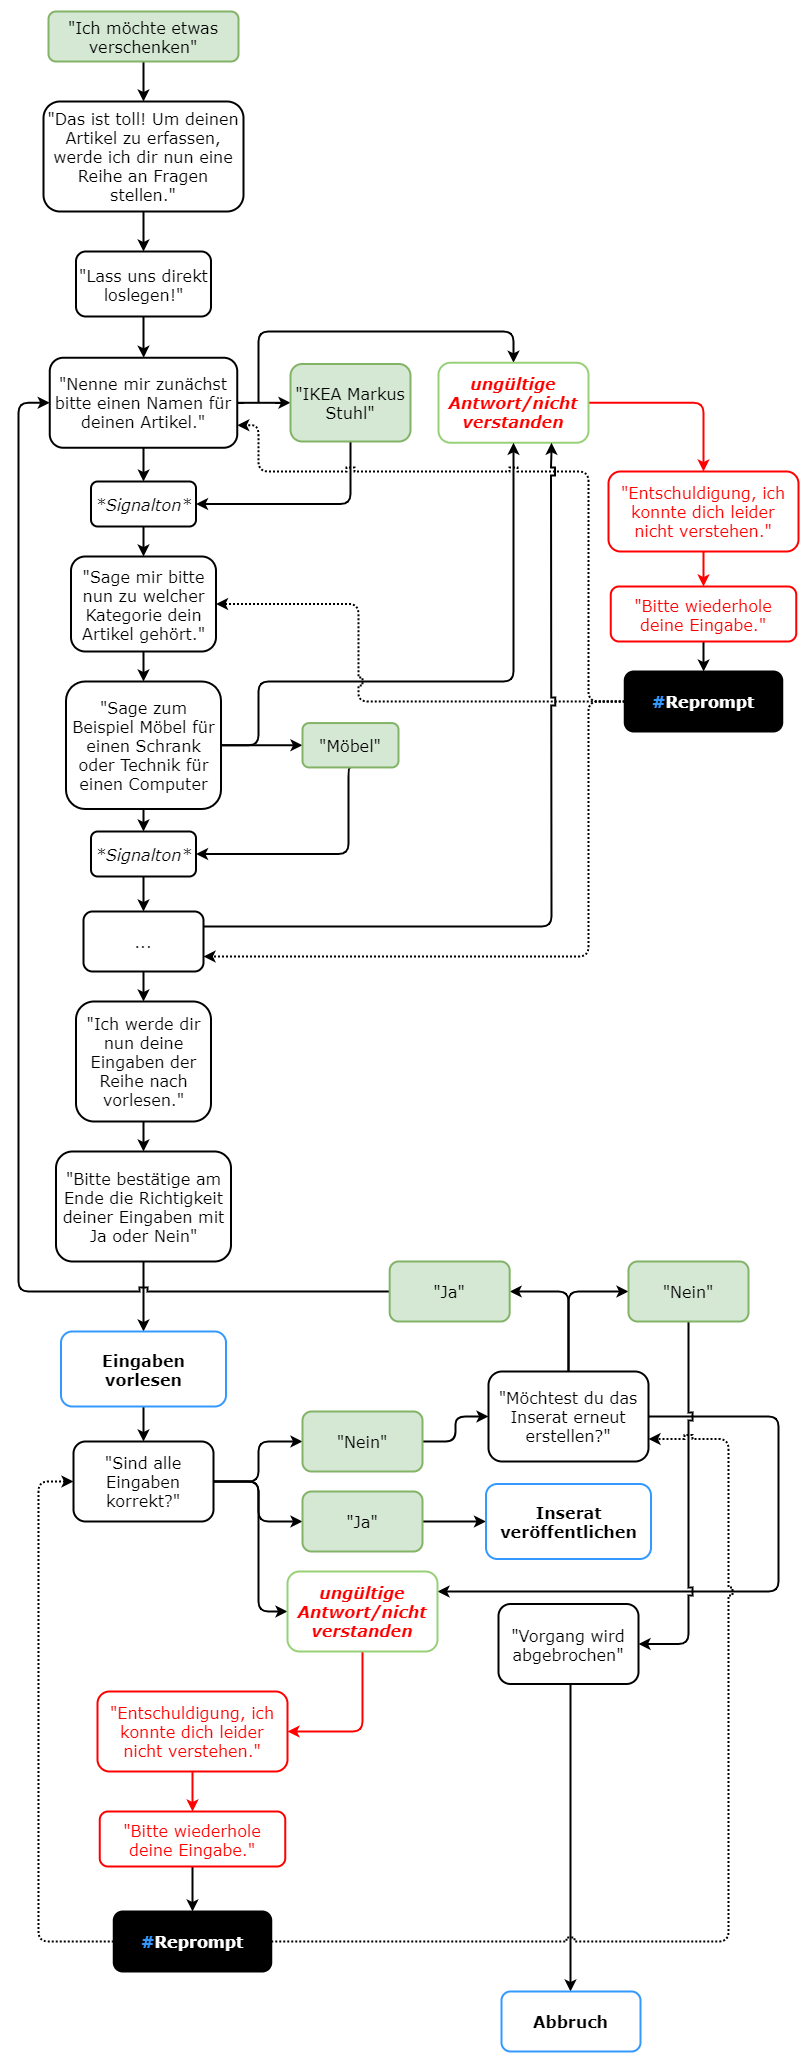 "Ich möchte etwas
verschenken"
"Das ist toll! Um deinen
Artikel zu erfassen,
werde ich dir nun eine
Reihe an Fragen
stellen."
"Lass uns direkt
loslegen!"
"Nenne mir zunächst
bitte einen Namen für
deinen Artikel."
"IKEA Markus
Stuhl"
ungültige
Antwort/nicht
verstanden
"Entschuldigung, ich
konnte dich leider
nicht verstehen."
*Signalton*
"Sage mir bitte
nun zu welcher
Kategorie dein
Artikel gehört."
"Bitte wiederhole
deine Eingabe."
#Reprompt
"Sage zum
Beispiel Möbel für
einen Schrank
oder Technik für
einen Computer
"Möbel"
*Signalton*
...
"Ich werde dir
nun deine
Eingaben der
Reihe nach
vorlesen."
"Bitte bestätige am
Ende die Richtigkeit
deiner Eingaben mit
Ja oder Nein"
"Ja"
"Nein"
Eingaben
vorlesen
"Möchtest du das
Inserat erneut
erstellen?"
"Nein"
"Sind alle
Eingaben
korrekt?"
"Ja"
Inserat
veröffentlichen
ungültige
Antwort/nicht
verstanden
"Vorgang wird
abgebrochen"
"Entschuldigung, ich
konnte dich leider
nicht verstehen."
"Bitte wiederhole
deine Eingabe."
#Reprompt
Abbruch